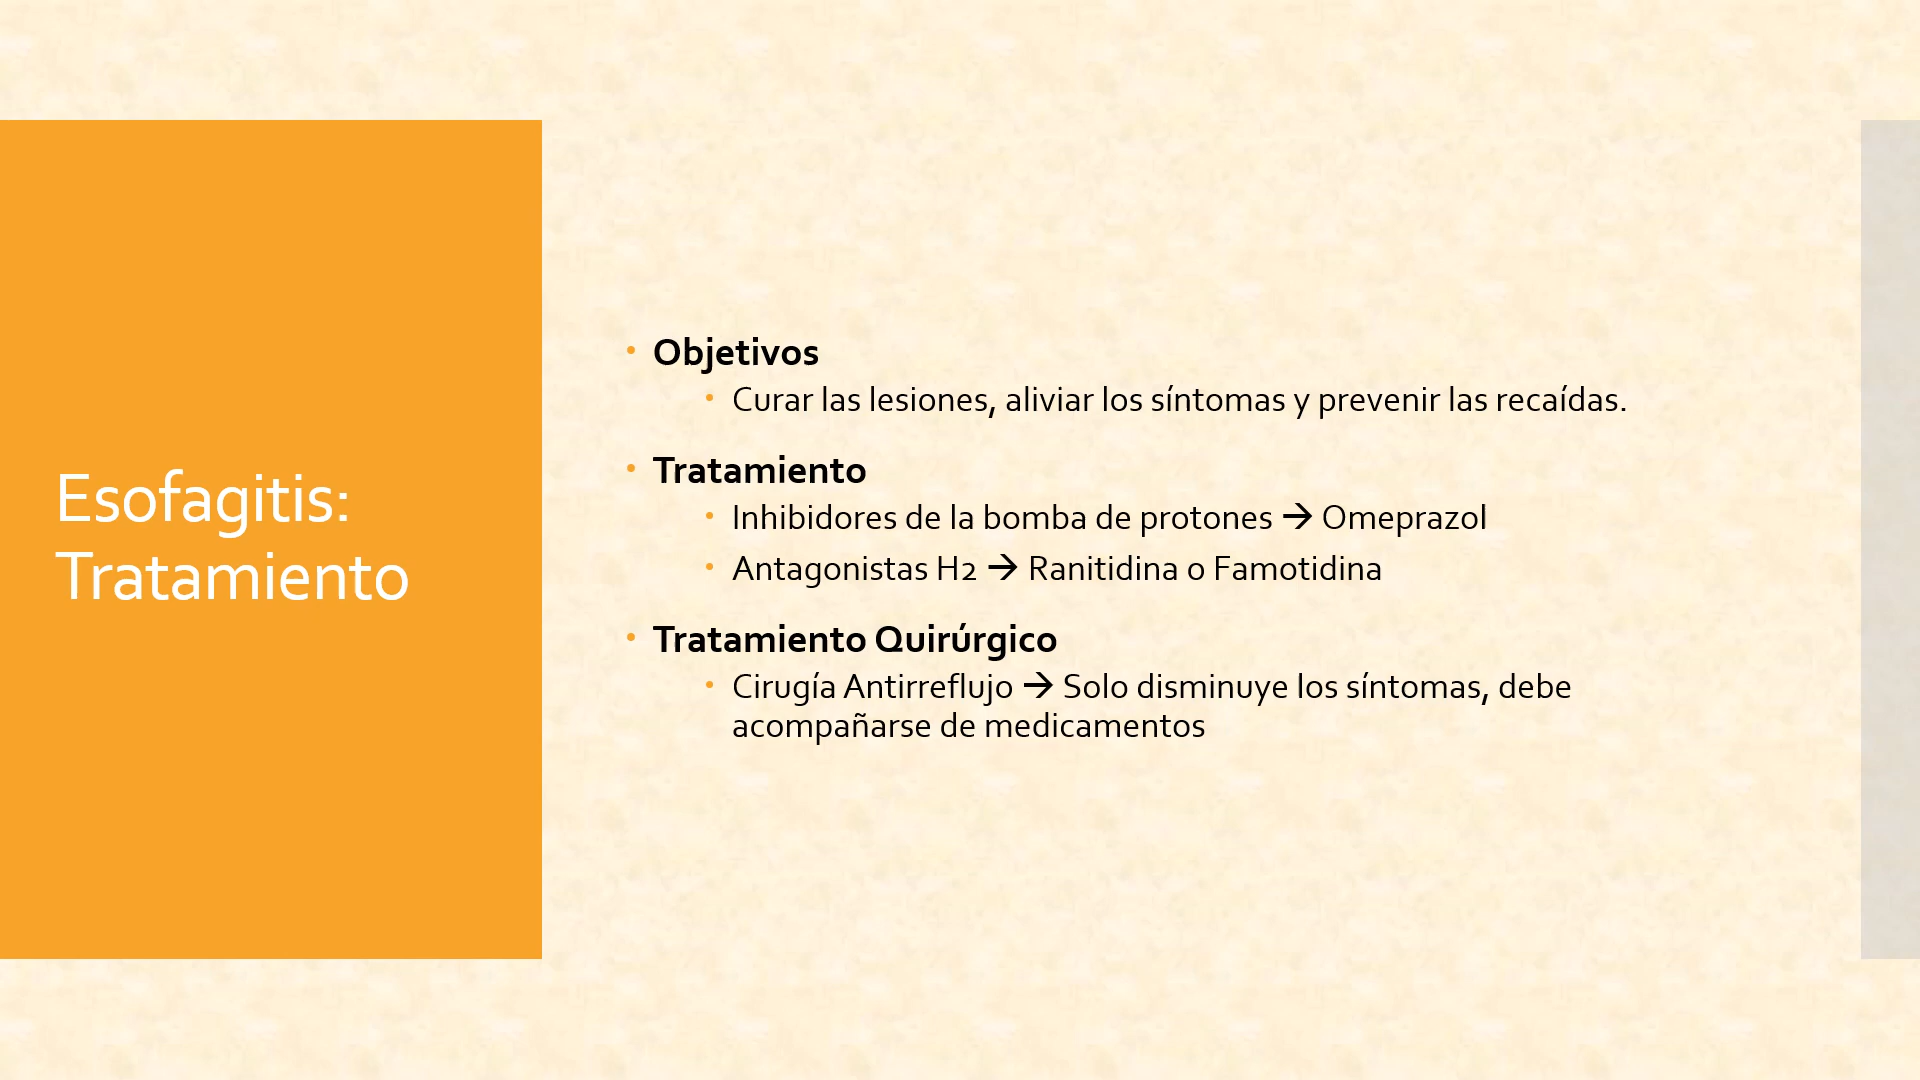 Esofagitis:
Tratamiento
• Objetivos
• Curar las lesiones, aliviar los síntomas y prevenir las recaídas.
• Tratamiento
• Inhibidores de la bomba de protones → Omeprazol
• Antagonistas H2 → Ranitidina o Famotidina
• Tratamiento Quirúrgico
• Cirugía Antirreflujo → Solo disminuye los síntomas, debe
acompañarse de medicamentos